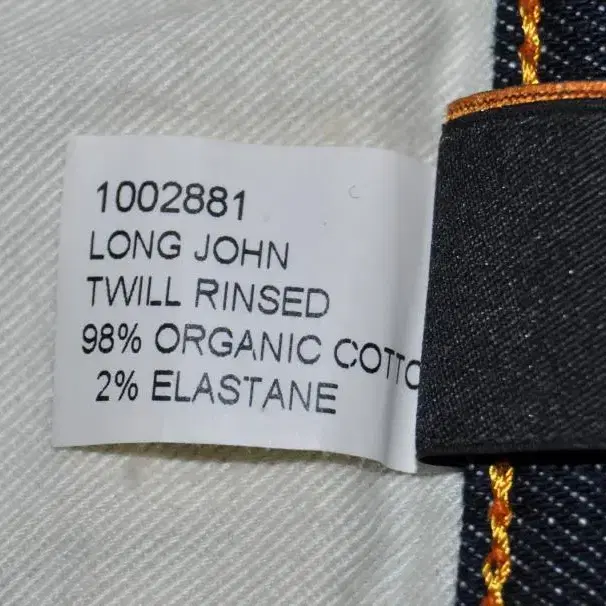 1002881
LONG JOHN
TWILL RINSED
98% ORGANIC COTTO
2% ELASTANE